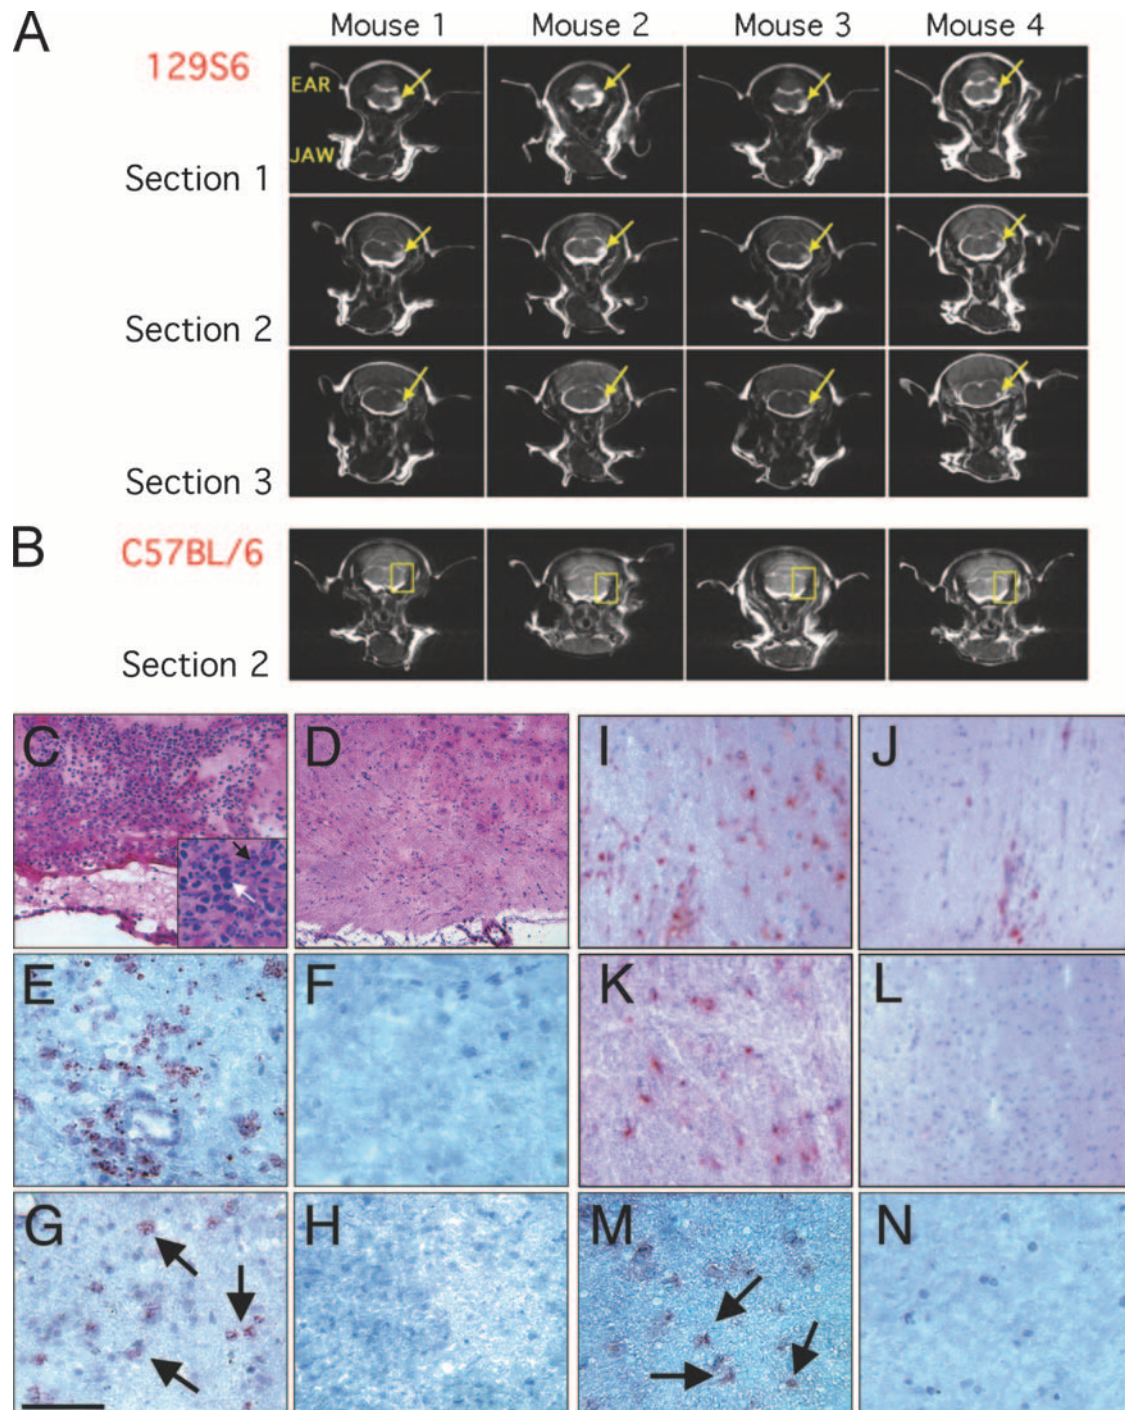 A
Mouse 1 Mouse 2 Mouse 3 Mouse 4
129S6
EAR
JAW
Section 1
Section 2
Section 3
B
C57BL/6
Section 2
C D I J
E F K L
G H M N